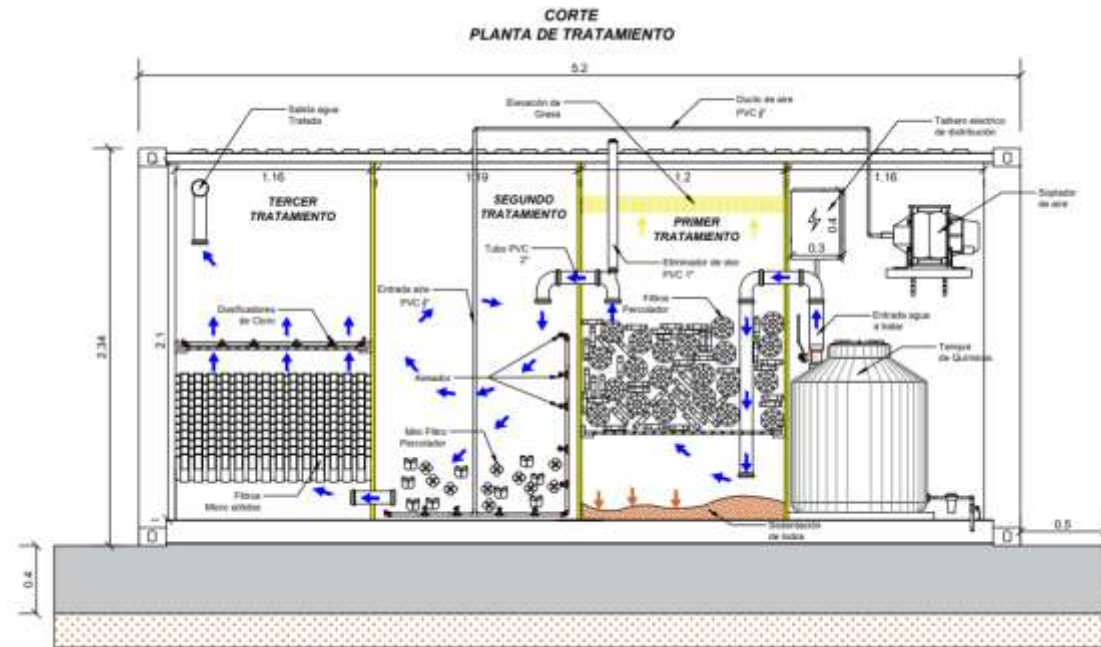 CORTE
PLANTA DE TRATAMIENTO
5.2
Salida agua
Tratada
Elevación de
Grasa
Ducto de aire
PVC
Tablero eléctrico
de distribución
1.16
1.19
1.2
1.16
TERCER
TRATAMIENTO
SEGUNDO
TRATAMIENTO
PRIMER
TRATAMIENTO
0.4
0.3
Soplador
de aire
Tubo PVC
Eliminador de olor
PVC
Entrada aire
PVC
Filtros
Percolador
Entrada agua
a tratar
Dosificadores
de Cloro
Tanque
de Químicos
2.34
2.1
Aireador
Mini Filtro
Percolador
Filtros
Micro sólidos
Sedimentación
de lodos
0.5
0.4